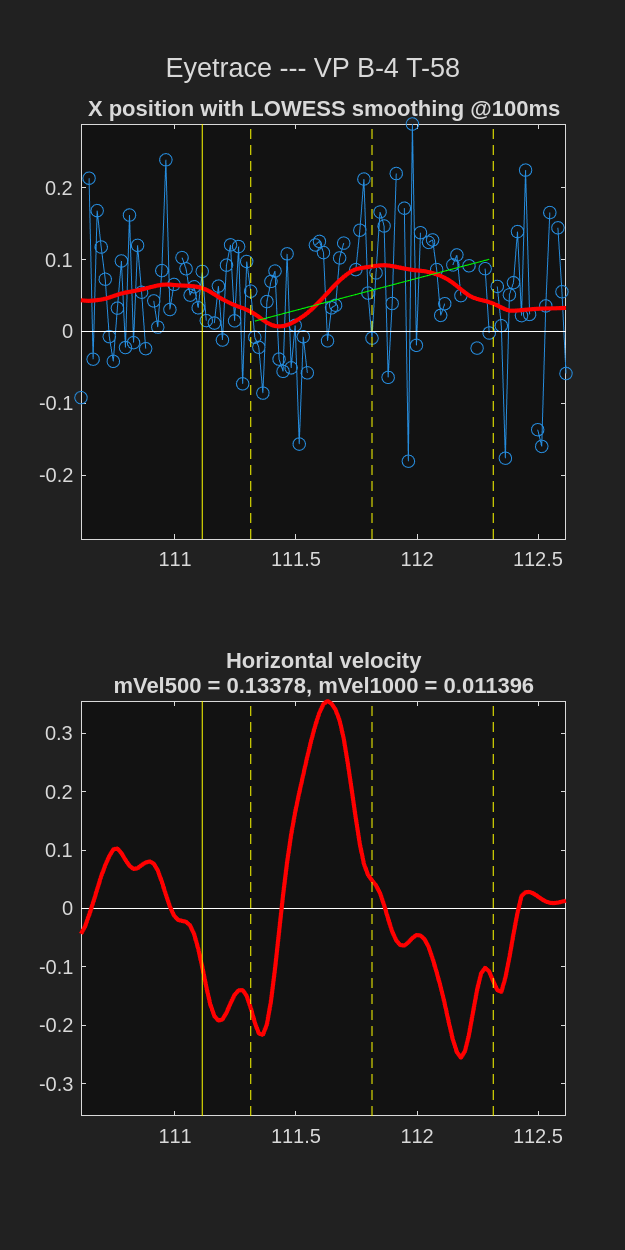 Eyetrace --- VP B-4 T-58
X position with LOWESS smoothing @100ms
0.2
0.1
0
-0.1
-0.2
111 111.5 112 112.5
Horizontal velocity
mVel500 = 0.13378, mVel1000 = 0.011396
0.3
0.2
0.1
0
-0.1
-0.2
-0.3
111 111.5 112 112.5